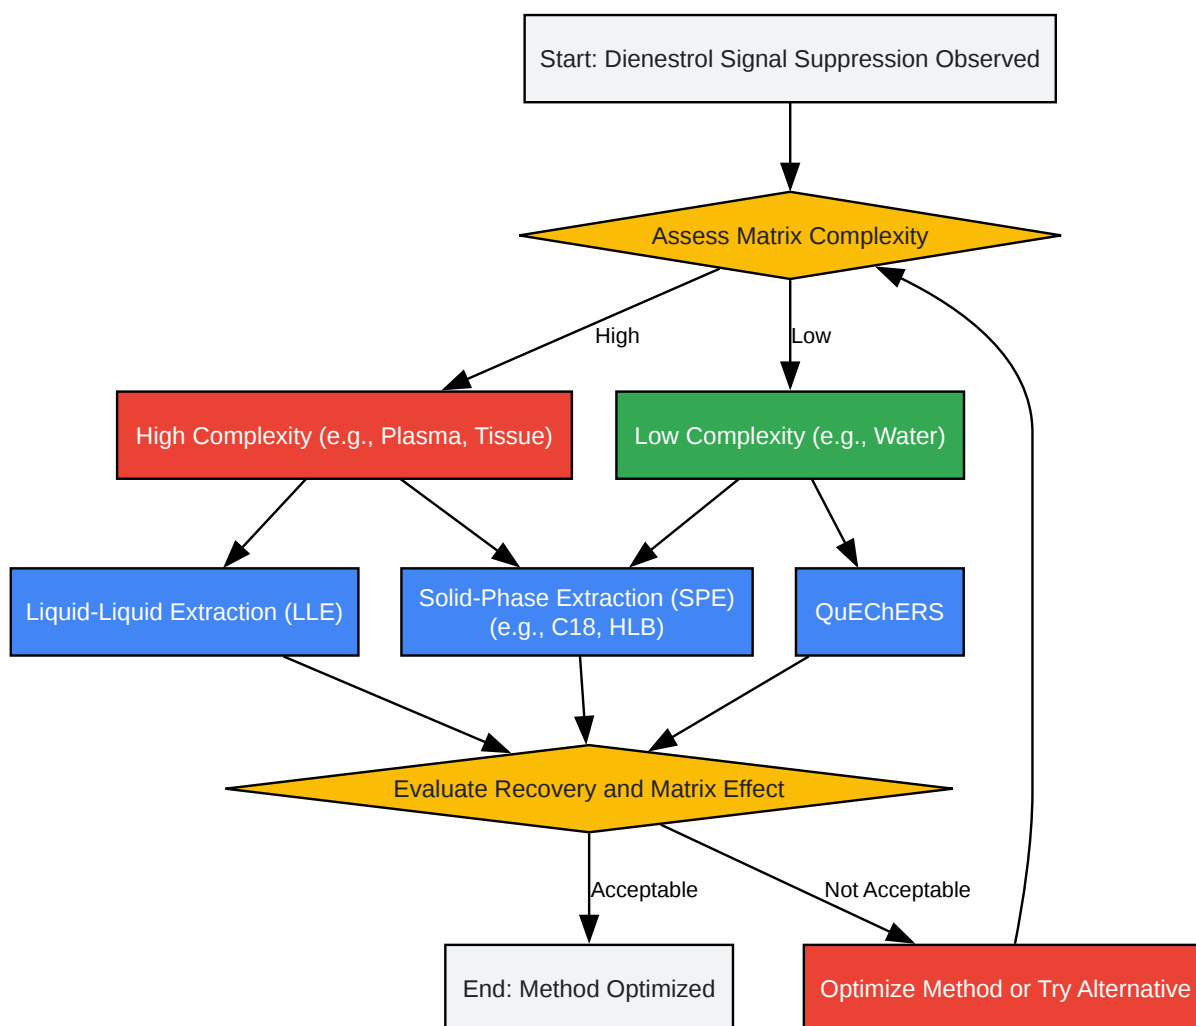 Start: Dienestrol Signal Suppression Observed
Assess Matrix Complexity
High
Low
High Complexity (e.g., Plasma, Tissue)
Low Complexity (e.g., Water)
Liquid-Liquid Extraction (LLE)
Solid-Phase Extraction (SPE)
(e.g., C18, HLB)
QuEChERS
Evaluate Recovery and Matrix Effect
Acceptable
Not Acceptable
End: Method Optimized
Optimize Method or Try Alternative